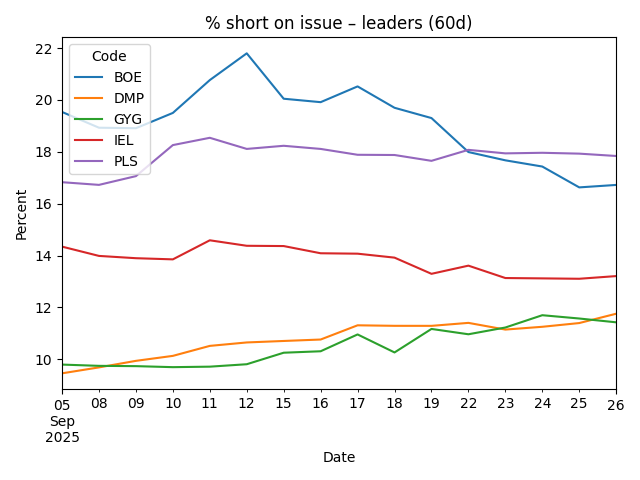 % short on issue – leaders (60d)
Percent
22
20
18
16
14
12
10
Code
BOE
DMP
GYG
IEL
PLS
05 08 09 10 11 12 15 16 17 18 19 22 23 24 25 26
Sep
2025
Date